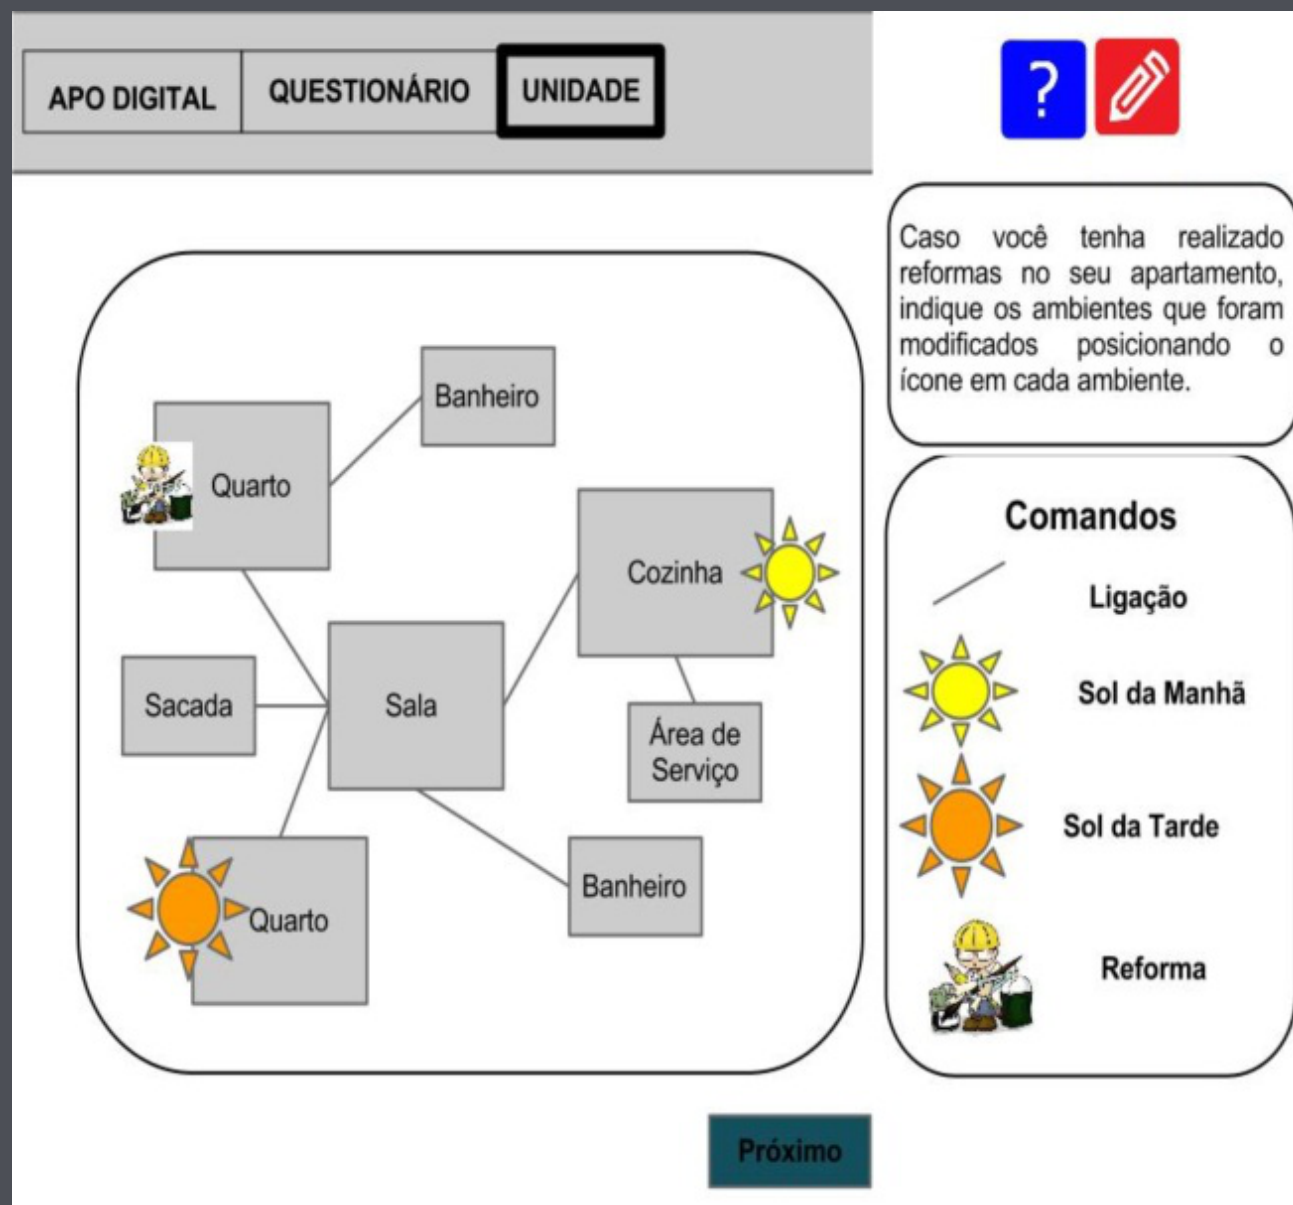 APO DIGITAL
QUESTIONÁRIO
UNIDADE
?
Caso você tenha realizado
reformas no seu apartamento,
indique os ambientes que foram
modificados posicionando o
ícone em cada ambiente.
Banheiro
Quarto
Cozinha
Sacada
Sala
Área de
Serviço
Banheiro
Quarto
Comandos
Ligação
Sol da Manhã
Sol da Tarde
Reforma
Próximo